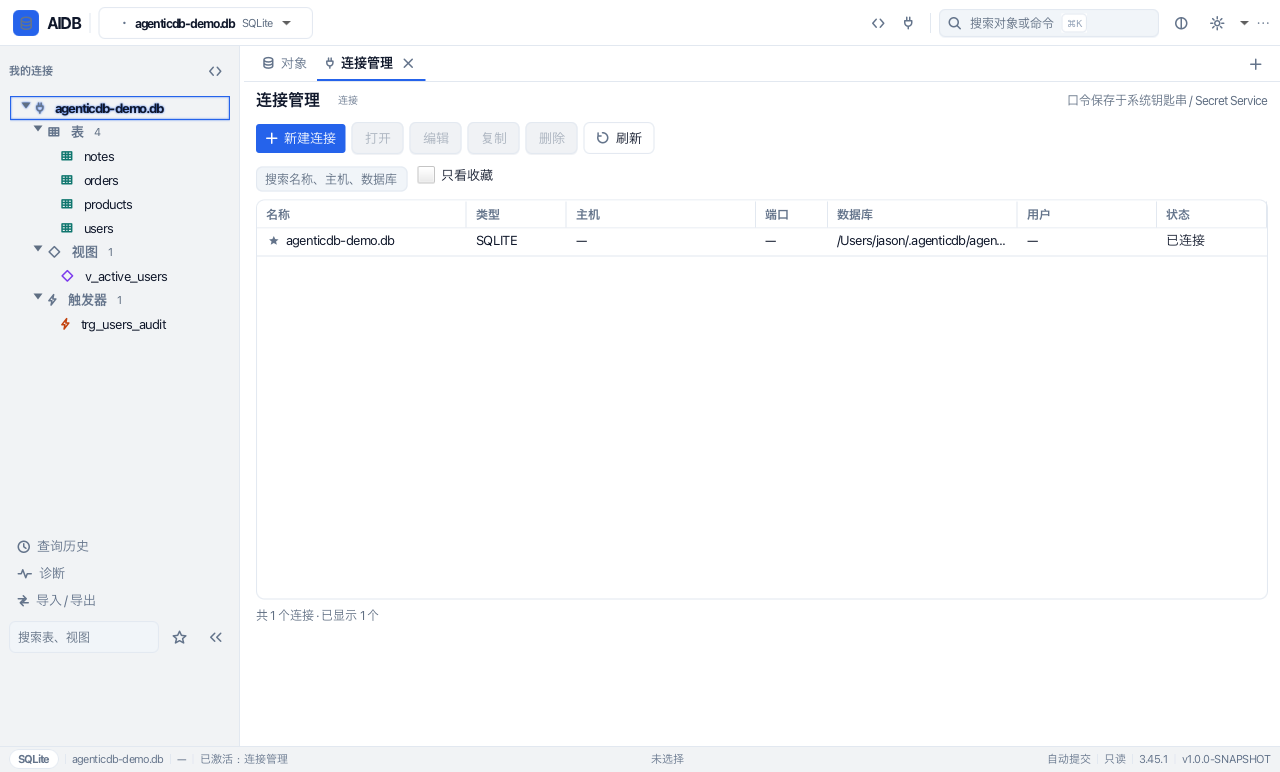 AIDB · agenticdb-demo.db SQLite 搜索对象或命令 ⌘K ···
我的连接
agenticdb-demo.db
表 4
notes
orders
products
users
视图 1
v_active_users
触发器 1
trg_users_audit
查询历史
诊断
导入 / 导出
搜索表、视图
对象 连接管理
连接管理 连接 口令保存于系统钥匙串 / Secret Service
新建连接 打开 编辑 复制 删除 刷新
搜索名称、主机、数据库 只看收藏
名称 类型 主机 端口 数据库 用户 状态
agenticdb-demo.db SQLITE — — /Users/jason/.agenticdb/agen... — 已连接
共 1 个连接 · 已显示 1 个
SQLite agenticdb-demo.db — 已激活：连接管理 未选择 自动提交 只读 3.45.1 v1.0.0-SNAPSHOT